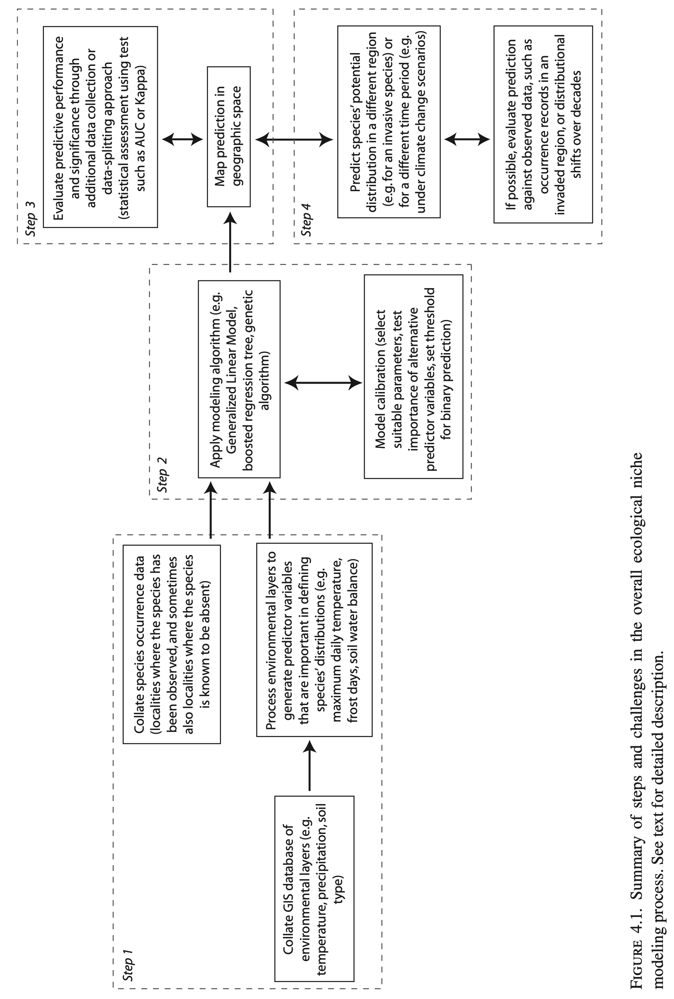 Step 1
Collate GIS database of
environmental layers (e.g.
temperature, precipitation, soil
type)
Collate species occurrence data
(localities where the species has
been observed, and sometimes
also localities where the species
is known to be absent)
Process environmental layers to
generate predictor variables
that are important in defining
species’ distributions (e.g.
maximum daily temperature,
frost days, soil water balance)
Step 2
Apply modeling algorithm (e.g.
Generalized Linear Model,
boosted regression tree, genetic
algorithm)
Model calibration (select
suitable parameters, test
importance of alternative
predictor variables, set threshold
for binary prediction)
Step 3
Evaluate predictive performance
and significance through
additional data collection or
data-splitting approach
(statistical assessment using test
such as AUC or Kappa)
Map prediction in
geographic space
Step 4
Predict species’ potential
distribution in a different region
(e.g. for an invasive species) or
for a different time period (e.g.
under climate change scenarios)
If possible, evaluate prediction
against observed data, such as
occurrence records in an
invaded region, or distributional
shifts over decades
FIGURE 4.1. Summary of steps and challenges in the overall ecological niche
modeling process. See text for detailed description.